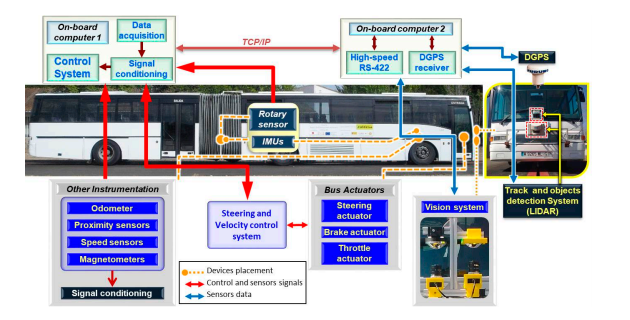 On-board
computer 1
Data
acquisition
Control
System
Signal
conditioning
TCP/IP
On-board computer 2
High-speed
RS-422
DGPS
receiver
DGPS
Rotary
sensor
IMUs
Other Instrumentation
Odometer
Proximity sensors
Speed sensors
Magnetometers
Signal conditioning
Steering and
Velocity control
system
Bus Actuators
Steering
actuator
Brake actuator
Throttle
actuator
Vision system
Track and objects
detection System
(LIDAR)
Devices placement
Control and sensors signals
Sensors data